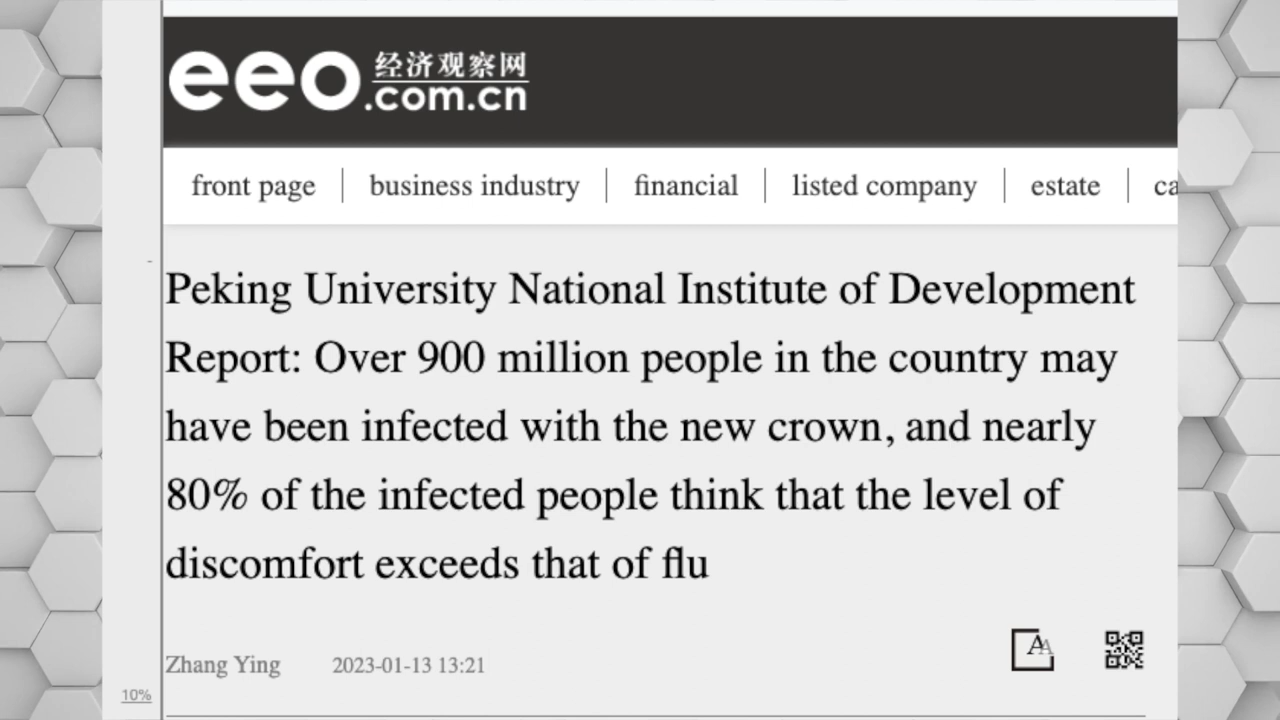 eeo 经济观察网
.com.cn
front page business industry financial listed company estate ca
Peking University National Institute of Development
Report: Over 900 million people in the country may
have been infected with the new crown, and nearly
80% of the infected people think that the level of
discomfort exceeds that of flu
Zhang Ying 2023-01-13 13:21
AA
10%